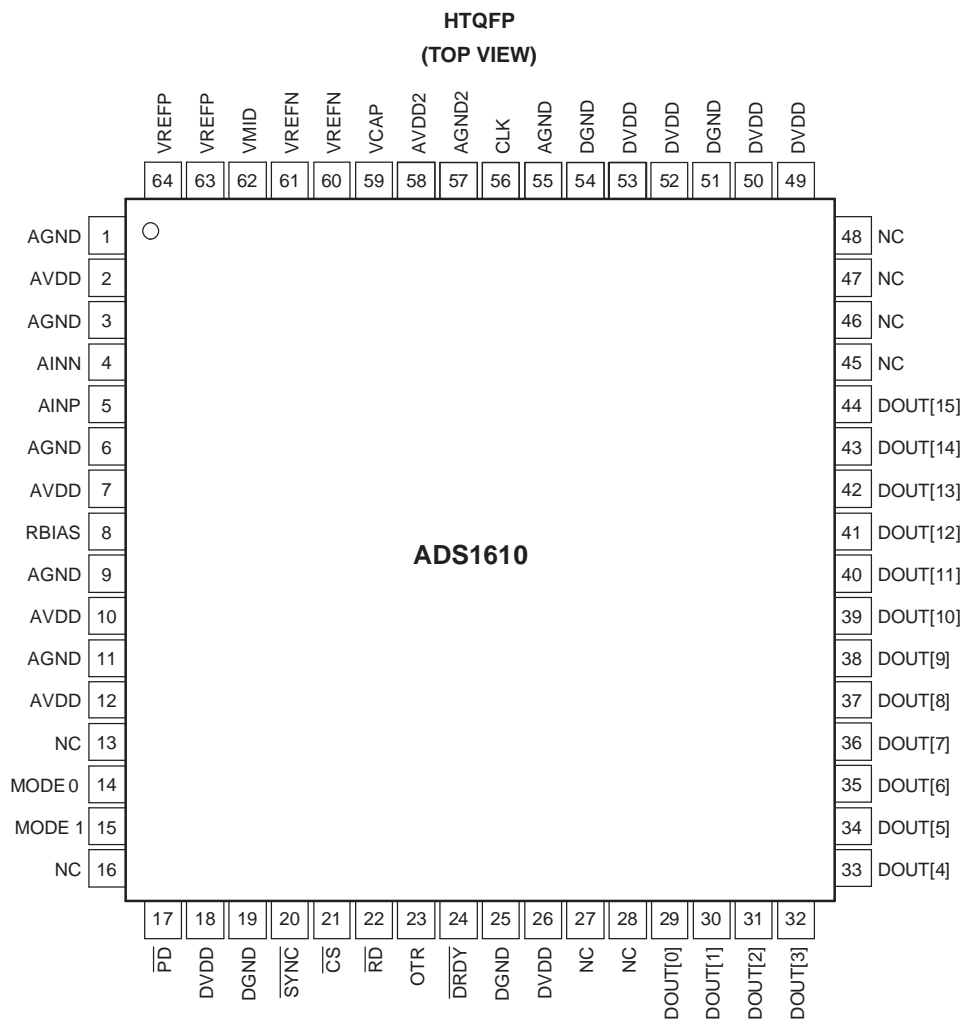 HTQFP
(TOP VIEW)
VREFP VREFP VMID VREFN VREFN VCAP AVDD2 AGND2 CLK AGND DGND DVDD DVDD DGND DVDD DVDD
64 63 62 61 60 59 58 57 56 55 54 53 52 51 50 49
AGND 1 48 NC
AVDD 2 47 NC
AGND 3 46 NC
AINN 4 45 NC
AINP 5 44 DOUT[15]
AGND 6 43 DOUT[14]
AVDD 7 42 DOUT[13]
RBIAS 8 41 DOUT[12]
ADS1610
AGND 9 40 DOUT[11]
AVDD 10 39 DOUT[10]
AGND 11 38 DOUT[9]
AVDD 12 37 DOUT[8]
NC 13 36 DOUT[7]
MODE 0 14 35 DOUT[6]
MODE 1 15 34 DOUT[5]
NC 16 33 DOUT[4]
17 18 19 20 21 22 23 24 25 26 27 28 29 30 31 32
P̅D̅ DVDD DGND S̅Y̅N̅C̅ C̅S̅ R̅D̅ OTR D̅R̅D̅Y̅ DGND DVDD NC NC DOUT[0] DOUT[1] DOUT[2] DOUT[3]